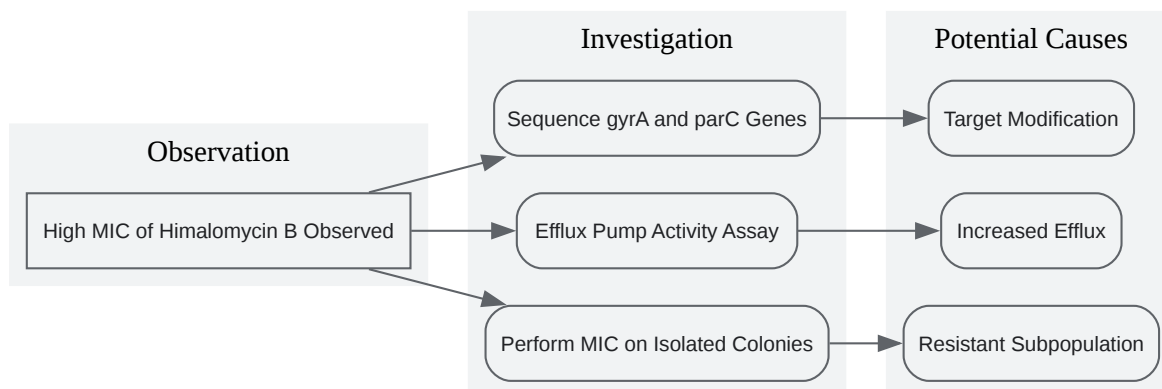 Observation
High MIC of Himalomycin B Observed
Investigation
Sequence gyrA and parC Genes
Efflux Pump Activity Assay
Perform MIC on Isolated Colonies
Potential Causes
Target Modification
Increased Efflux
Resistant Subpopulation